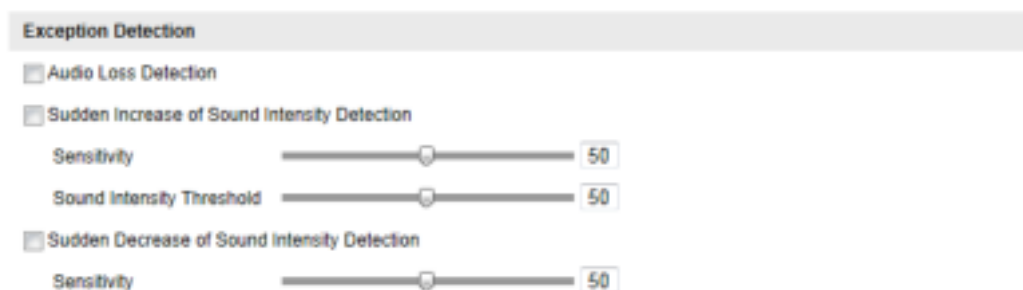 Exception Detection
Audio Loss Detection
Sudden Increase of Sound Intensity Detection
Sensitivity 50
Sound Intensity Threshold 50
Sudden Decrease of Sound Intensity Detection
Sensitivity 50